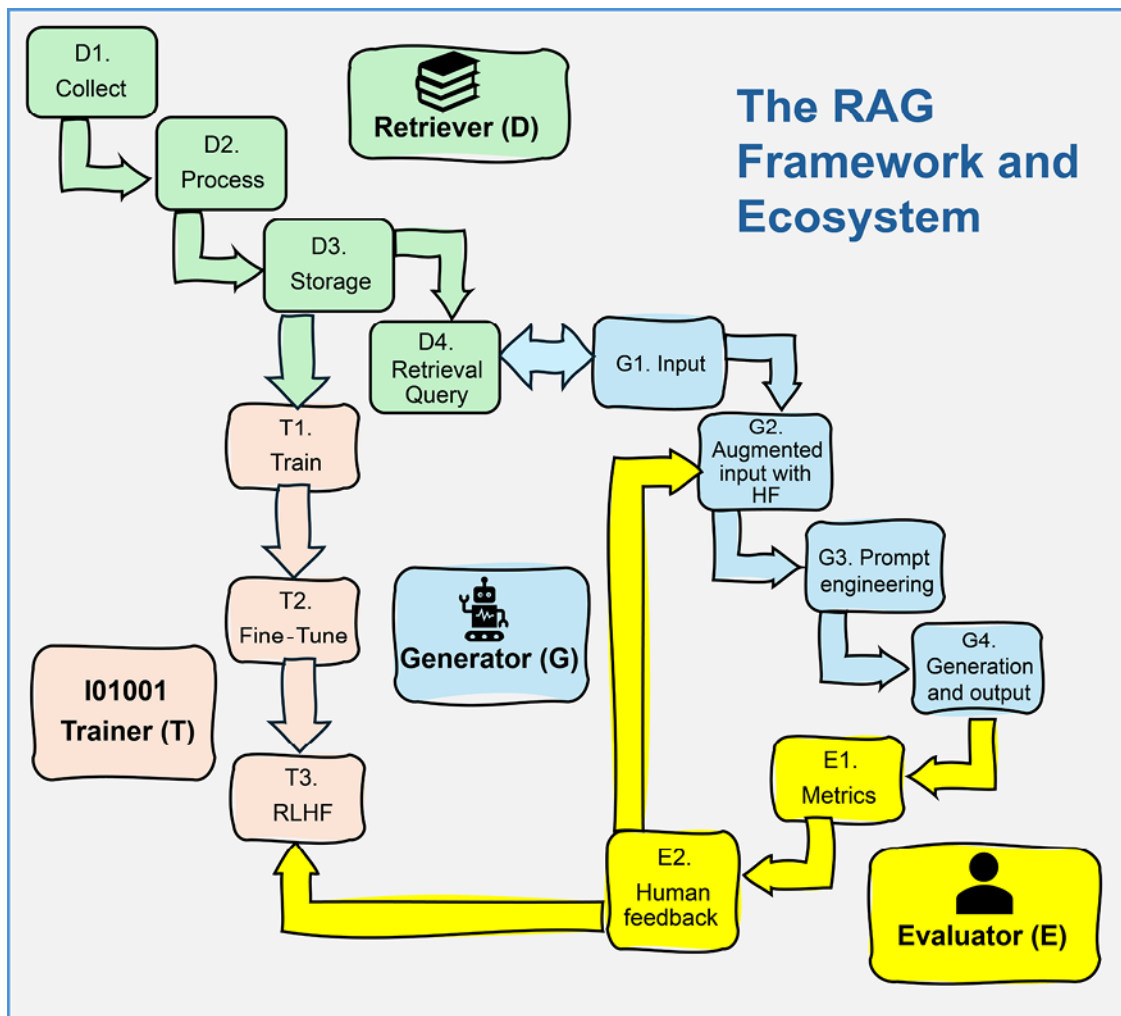 D1.
Collect
Retriever (D)
The RAG
Framework and
Ecosystem
D2.
Process
D3.
Storage
D4.
Retrieval
Query
G1. Input
T1.
Train
G2.
Augmented
input with
HF
G3. Prompt
engineering
T2.
Fine-Tune
Generator (G)
G4.
Generation
and output
I01001
Trainer (T)
T3.
RLHF
E1.
Metrics
E2.
Human
feedback
Evaluator (E)